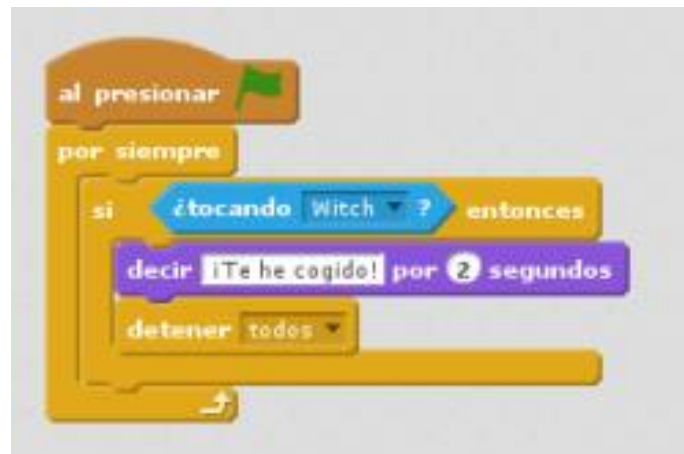 al presionar
por siempre
si ¿tocando Witch ? entonces
decir ¡Te he cogido! por 2 segundos
detener todos